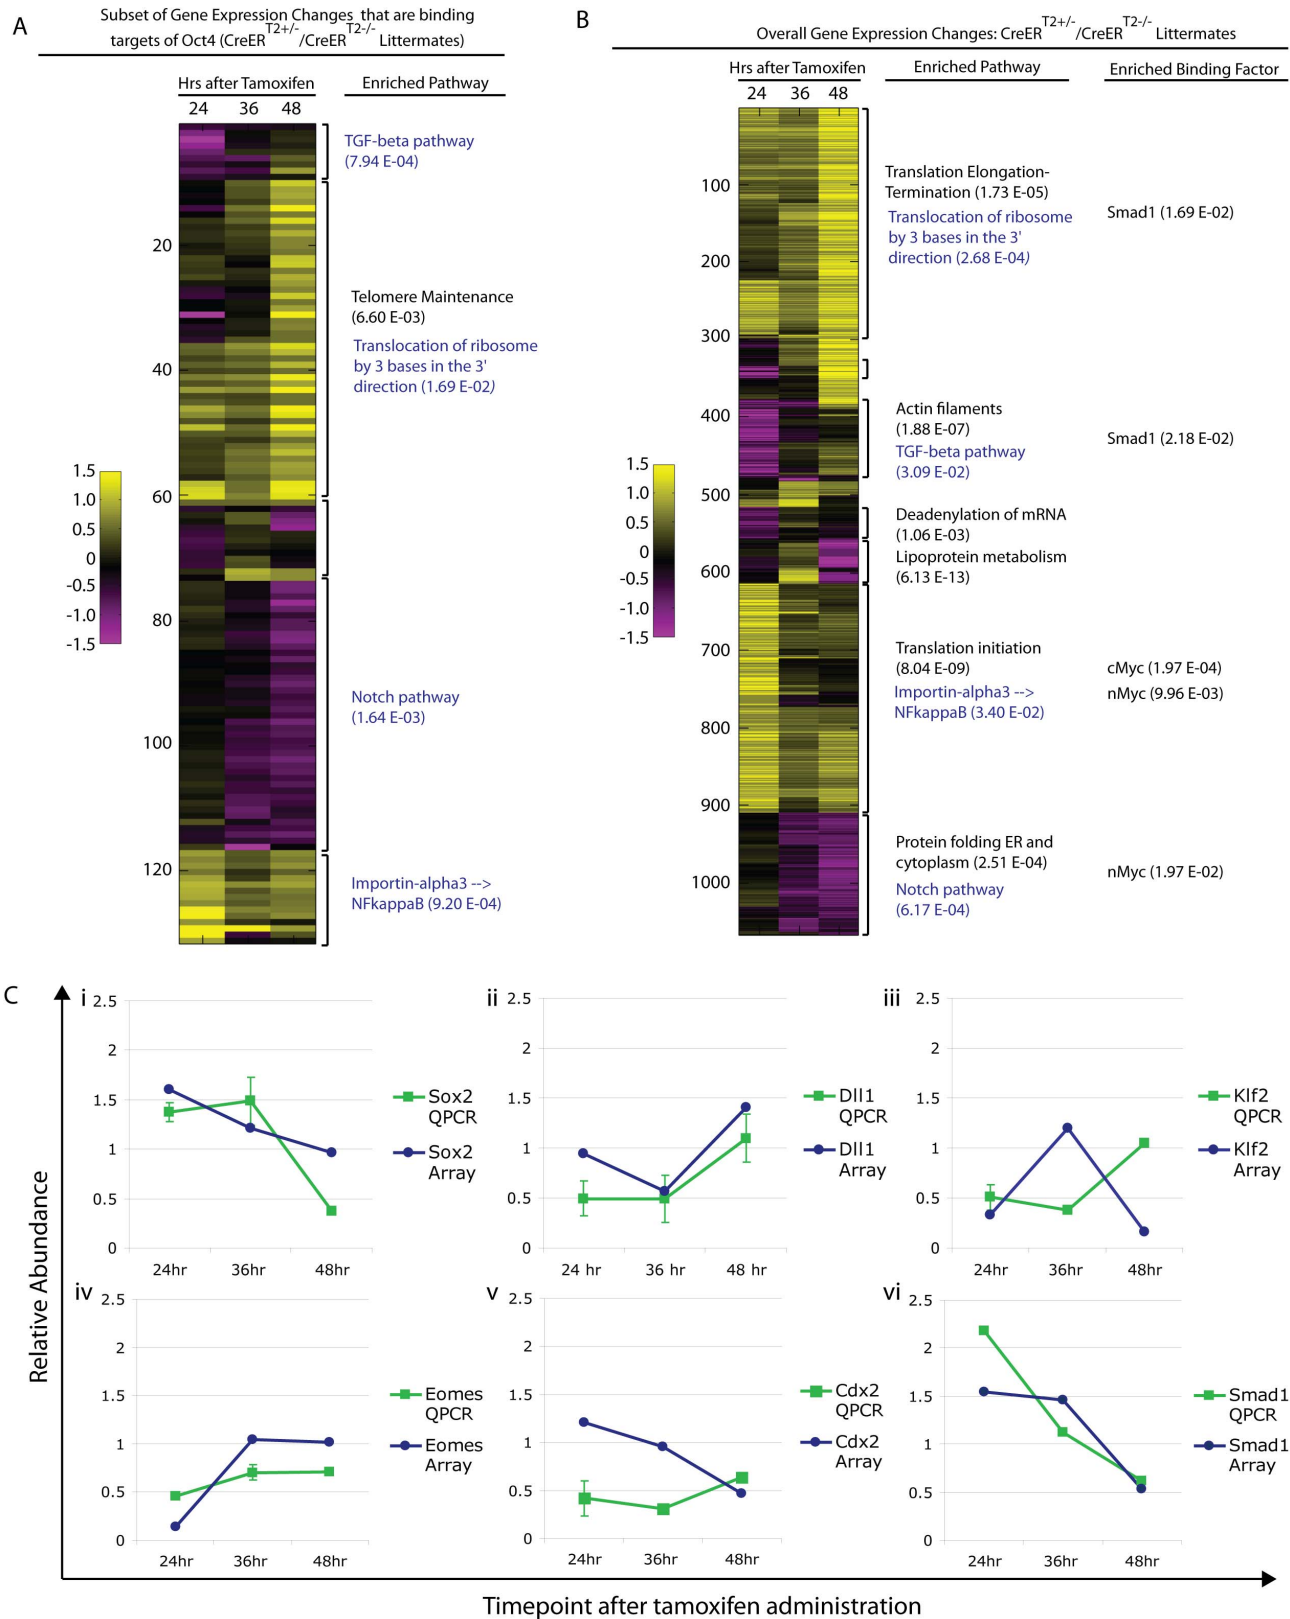 A
Subset of Gene Expression Changes that are binding
targets of Oct4 (CreER T2+/- /CreER T2-/- Littermates)
Hrs after Tamoxifen
Enriched Pathway
24 36 48
TGF-beta pathway
(7.94 E-04)
20
Telomere Maintenance
(6.60 E-03)
Translocation of ribosome
by 3 bases in the 3'
direction (1.69 E-02)
40
60
80
100
120
1.5
1.0
0.5
0
-0.5
-1.0
-1.5
Notch pathway
(1.64 E-03)
Importin-alpha3 -->
NFkappaB (9.20 E-04)
B
Overall Gene Expression Changes: CreER T2+/- /CreER T2-/- Littermates
Hrs after Tamoxifen
Enriched Pathway
Enriched Binding Factor
24 36 48
100
200
300
400
500
600
700
800
900
1000
1.5
1.0
0.5
0
-0.5
-1.0
-1.5
Translation Elongation-
Termination (1.73 E-05)
Translocation of ribosome
by 3 bases in the 3'
direction (2.68 E-04)
Smad1 (1.69 E-02)
Actin filaments
(1.88 E-07)
TGF-beta pathway
(3.09 E-02)
Smad1 (2.18 E-02)
Deadenylation of mRNA
(1.06 E-03)
Lipoprotein metabolism
(6.13 E-13)
Translation initiation
(8.04 E-09)
Importin-alpha3 -->
NFkappaB (3.40 E-02)
cMyc (1.97 E-04)
nMyc (9.96 E-03)
Protein folding ER and
cytoplasm (2.51 E-04)
Notch pathway
(6.17 E-04)
nMyc (1.97 E-02)
C
Relative Abundance
i
2.5
2
1.5
1
0.5
0
24hr 36hr 48hr
Sox2
QPCR
Sox2
Array
ii
2.5
2
1.5
1
0.5
0
24 hr 36 hr 48 hr
Dll1
QPCR
Dll1
Array
iii
2.5
2
1.5
1
0.5
0
24hr 36hr 48hr
Klf2
QPCR
Klf2
Array
iv
2.5
2
1.5
1
0.5
0
24hr 36hr 48hr
Eomes
QPCR
Eomes
Array
v
2.5
2
1.5
1
0.5
0
24hr 36hr 48hr
Cdx2
QPCR
Cdx2
Array
vi
2.5
2
1.5
1
0.5
0
24hr 36hr 48hr
Smad1
QPCR
Smad1
Array
Timepoint after tamoxifen administration